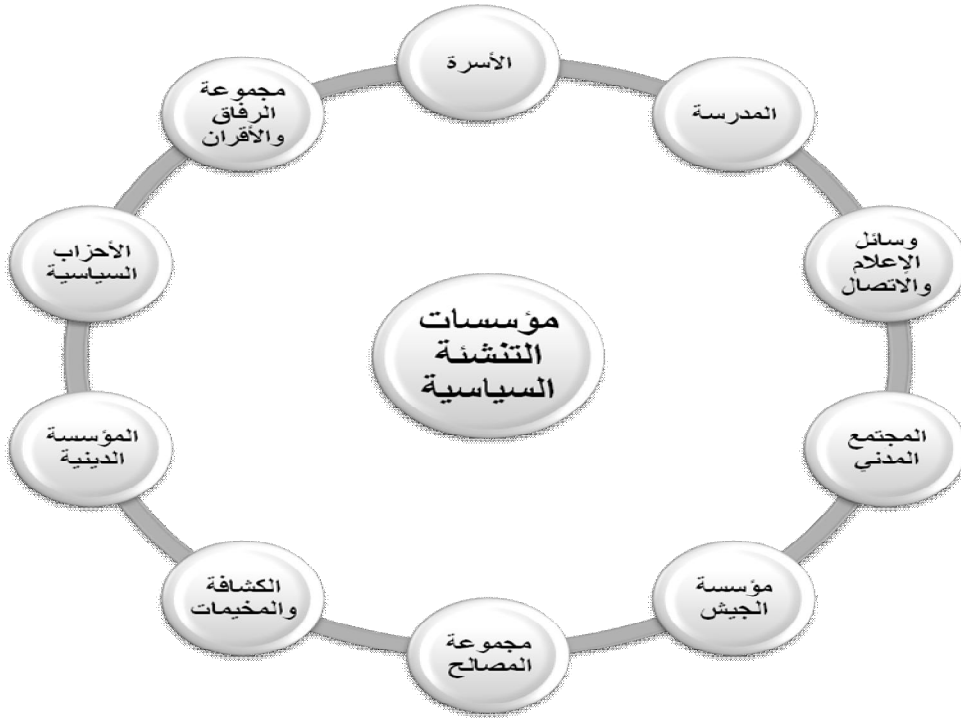 الأسرة
المدرسة
وسائل
الإعلام
والاتصال
المجتمع
المدني
مؤسسة
الجيش
مجموعة
المصالح
الكشافة
والمخيمات
المؤسسة
الدينية
الأحزاب
السياسية
مجموعة
الرفاق
والأقران
مؤسسات
التنشئة
السياسية